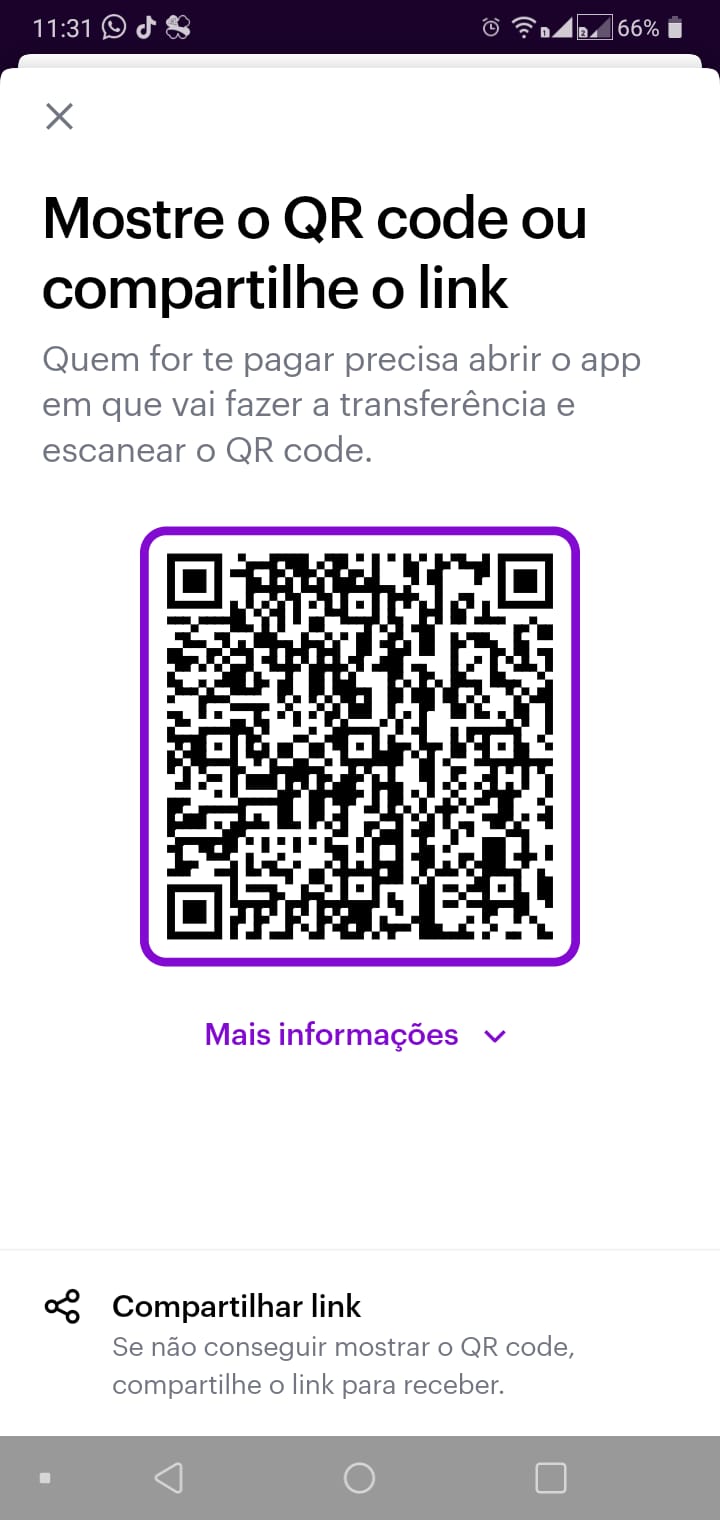 11:31
66%
Mostre o QR code ou
compartilhe o link
Quem for te pagar precisa abrir o app
em que vai fazer a transferência e
escanear o QR code.
Mais informações
Compartilhar link
Se não conseguir mostrar o QR code,
compartilhe o link para receber.